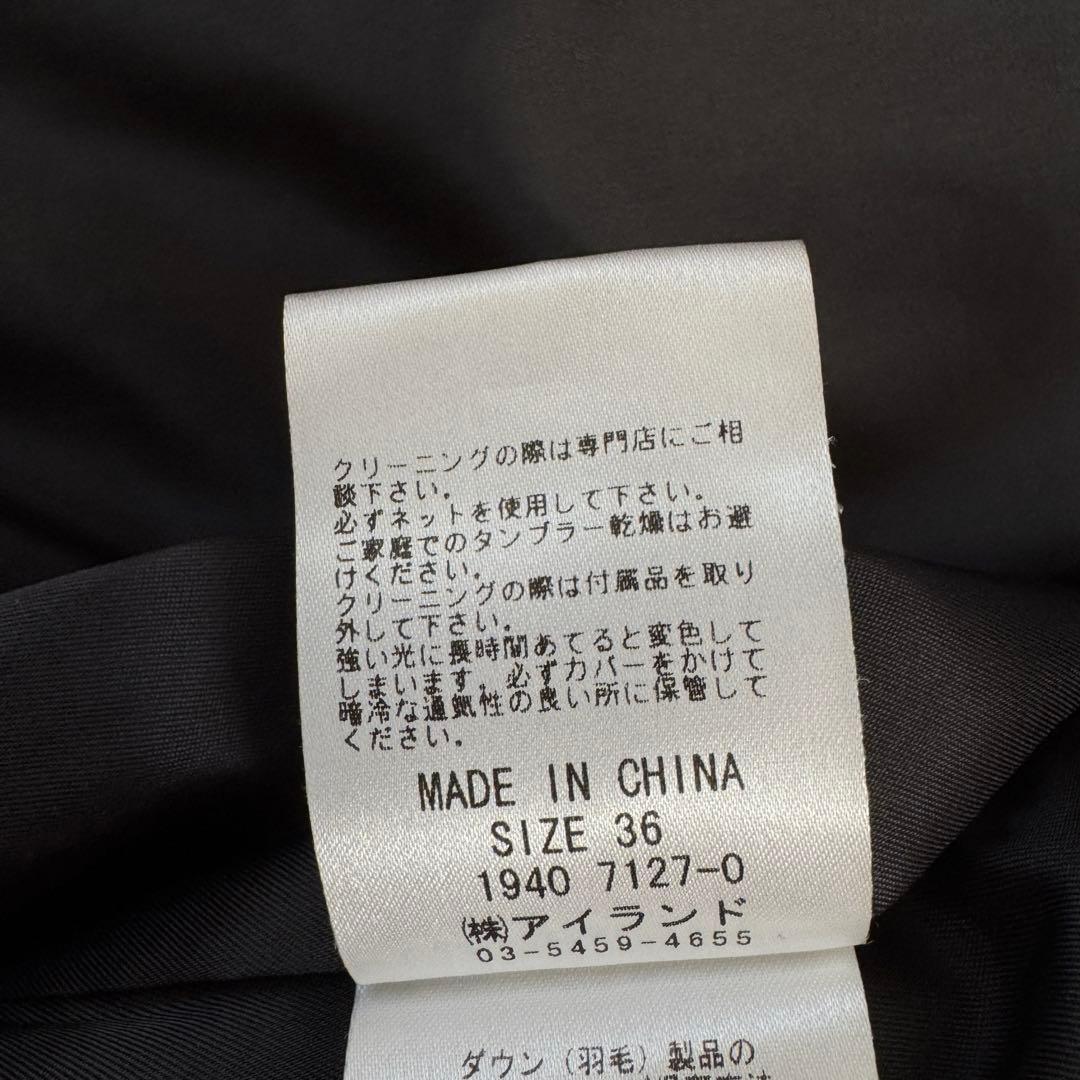 クリーニングの際は専門店にご相
談下さい。
必ずネットを使用して下さい。
ご家庭でのタンブラー乾燥はお避
けください。
クリーニングの際は付属品を取り
外して下さい。
強い光に長時間あてると変色して
しまいます。必ずカバーをかけて
暗冷な通気性の良い所に保管して
ください。
MADE IN CHINA
SIZE 36
1940 7127-0
㈱アイランド
03-5459-4655
ダウン（羽毛）製品の